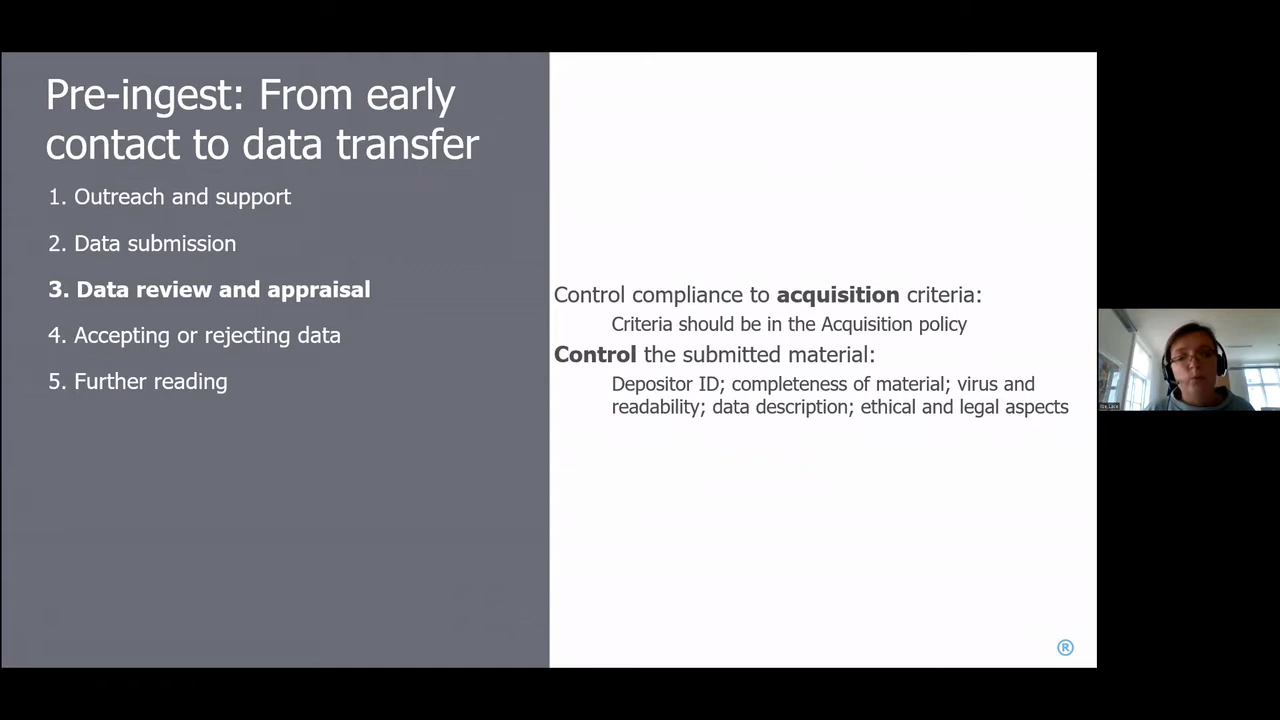 Pre-ingest: From early
contact to data transfer
1. Outreach and support
2. Data submission
3. Data review and appraisal
4. Accepting or rejecting data
5. Further reading
Control compliance to acquisition criteria:
Criteria should be in the Acquisition policy
Control the submitted material:
Depositor ID; completeness of material; virus and
readability; data description; ethical and legal aspects
®